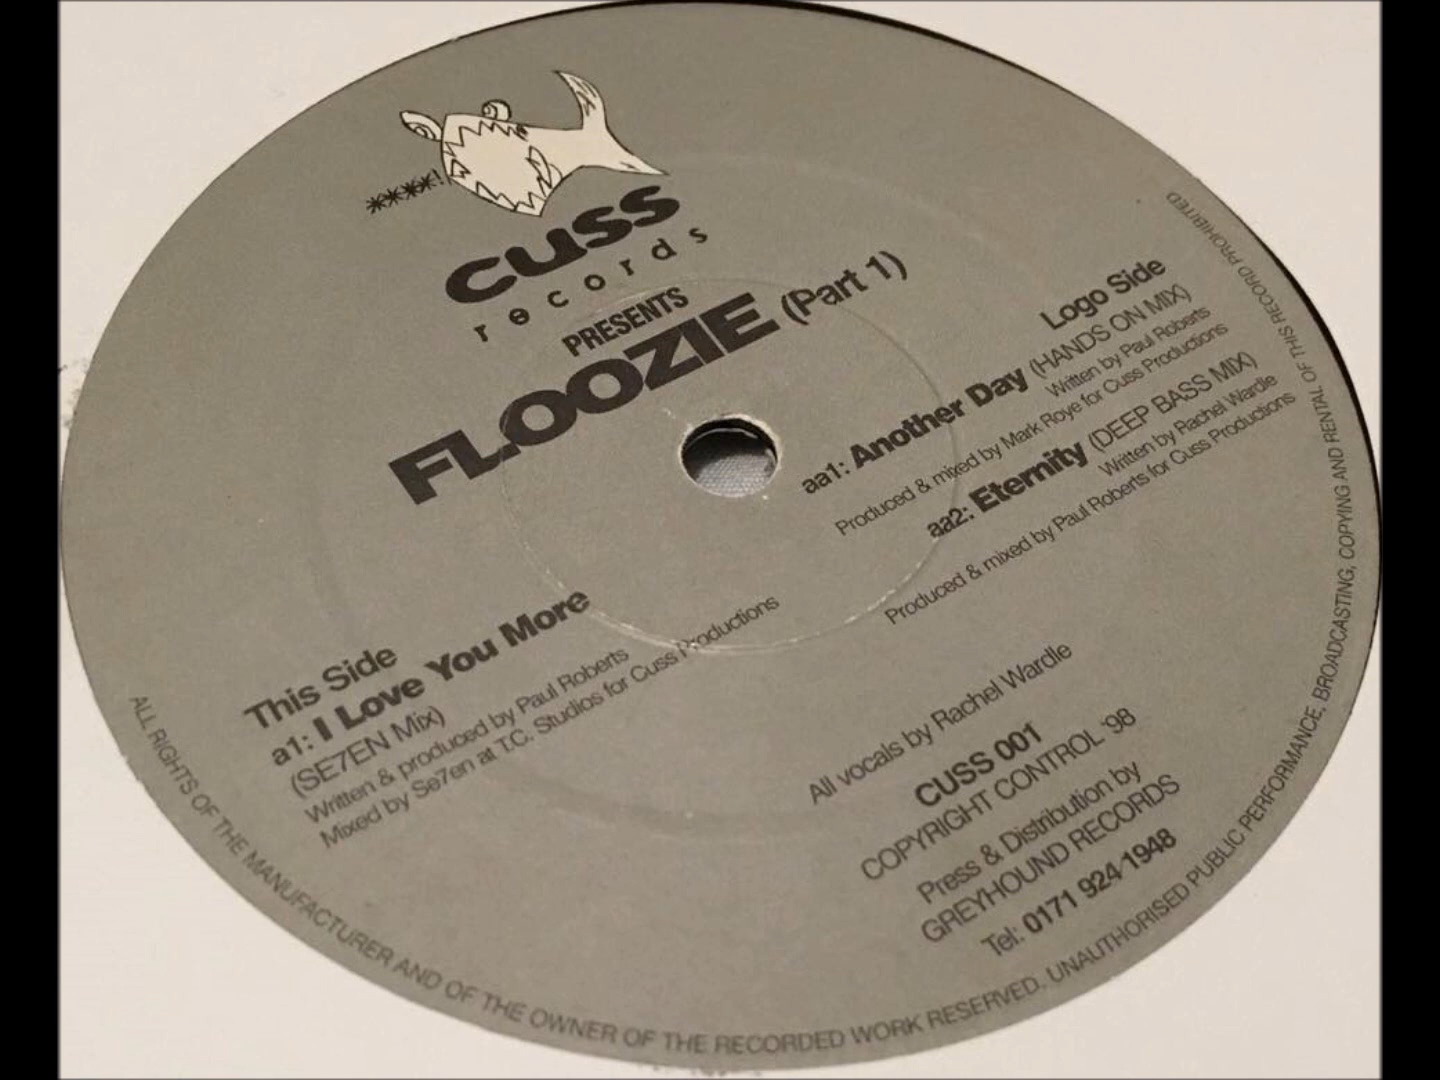 ****!
cuss
records
PRESENTS
FLOOZIE (Part 1)
Logo Side
aa1: Another Day (HANDS ON MIX)
Written by Paul Roberts
Produced & mixed by Mark Roye for Cuss Productions
aa2: Eternity (DEEP BASS MIX)
Written by Rachel Wardle
Produced & mixed by Paul Roberts for Cuss Productions
This Side
a1: I Love You More
(SE7EN Mix)
Written & produced by Paul Roberts
Mixed by Se7en at T.C. Studios for Cuss Productions
All vocals by Rachel Wardle
CUSS 001
COPYRIGHT CONTROL '98
Press & Distribution by
GREYHOUND RECORDS
Tel: 0171 924 1948
ALL RIGHTS OF THE MANUFACTURER AND OF THE OWNER OF THE RECORDED WORK RESERVED. UNAUTHORISED PUBLIC PERFORMANCE, BROADCASTING, COPYING AND RENTAL OF THIS RECORD PROHIBITED